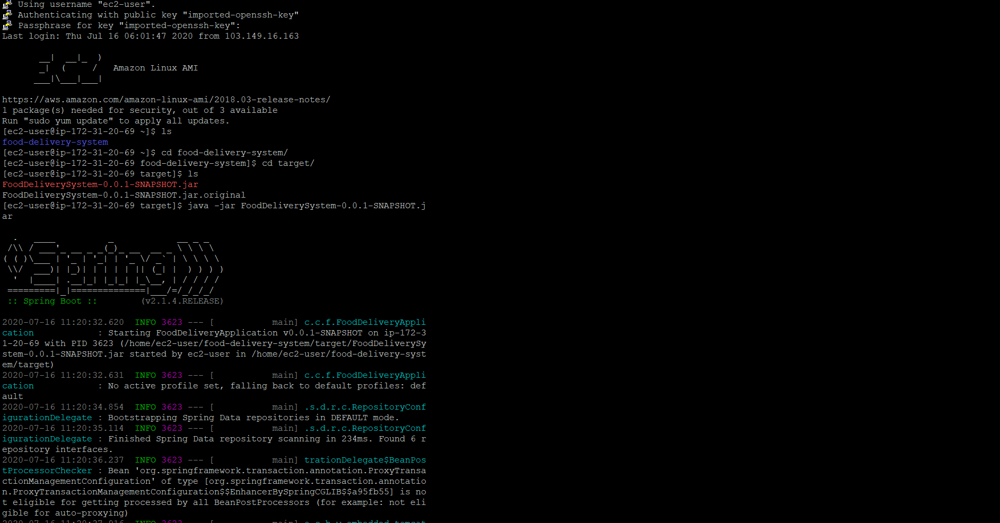 Using username "ec2-user".
Authenticating with public key "imported-openssh-key"
Passphrase for key "imported-openssh-key":
Last login: Thu Jul 16 06:01:47 2020 from 103.149.16.163
       __|  __|_  )
       _|  (     /   Amazon Linux AMI
      ___|\___|___|
https://aws.amazon.com/amazon-linux-ami/2018.03-release-notes/
1 package(s) needed for security, out of 3 available
Run "sudo yum update" to apply all updates.
[ec2-user@ip-172-31-20-69 ~]$ ls
food-delivery-system
[ec2-user@ip-172-31-20-69 ~]$ cd food-delivery-system/
[ec2-user@ip-172-31-20-69 food-delivery-system]$ cd target/
[ec2-user@ip-172-31-20-69 target]$ ls
FoodDeliverySystem-0.0.1-SNAPSHOT.jar
FoodDeliverySystem-0.0.1-SNAPSHOT.jar.original
[ec2-user@ip-172-31-20-69 target]$ java -jar FoodDeliverySystem-0.0.1-SNAPSHOT.j
ar
  .   ____          _            __ _ _
 /\\ / ___'_ __ _ _(_)_ __  __ _ \ \ \ \
( ( )\___ | '_ | '_| | '_ \/ _` | \ \ \ \
 \\/  ___)| |_)| | | | | || (_| |  ) ) ) )
  '  |____| .__|_| |_|_| |_\__, | / / / /
 =========|_|==============|___/=/_/_/_/
 :: Spring Boot ::        (v2.1.4.RELEASE)
2020-07-16 11:20:32.620  INFO 3623 --- [           main] c.c.f.FoodDeliveryAppli
cation            : Starting FoodDeliveryApplication v0.0.1-SNAPSHOT on ip-172-3
1-20-69 with PID 3623 (/home/ec2-user/food-delivery-system/target/FoodDeliverySy
stem-0.0.1-SNAPSHOT.jar started by ec2-user in /home/ec2-user/food-delivery-syst
em/target)
2020-07-16 11:20:32.631  INFO 3623 --- [           main] c.c.f.FoodDeliveryAppli
cation            : No active profile set, falling back to default profiles: def
ault
2020-07-16 11:20:34.854  INFO 3623 --- [           main] .s.d.r.c.RepositoryConf
igurationDelegate : Bootstrapping Spring Data repositories in DEFAULT mode.
2020-07-16 11:20:35.114  INFO 3623 --- [           main] .s.d.r.c.RepositoryConf
igurationDelegate : Finished Spring Data repository scanning in 234ms. Found 6 r
epository interfaces.
2020-07-16 11:20:36.237  INFO 3623 --- [           main] trationDelegate$BeanPos
tProcessorChecker : Bean 'org.springframework.transaction.annotation.ProxyTransa
ctionManagementConfiguration' of type [org.springframework.transaction.annotatio
n.ProxyTransactionManagementConfiguration$$EnhancerBySpringCGLIB$$a95fb55] is no
t eligible for getting processed by all BeanPostProcessors (for example: not eli
gible for auto-proxying)
2020-07-16 11:20:37.916  INFO 3623 --- [           main] o.s.b.w.embedded.tomcat